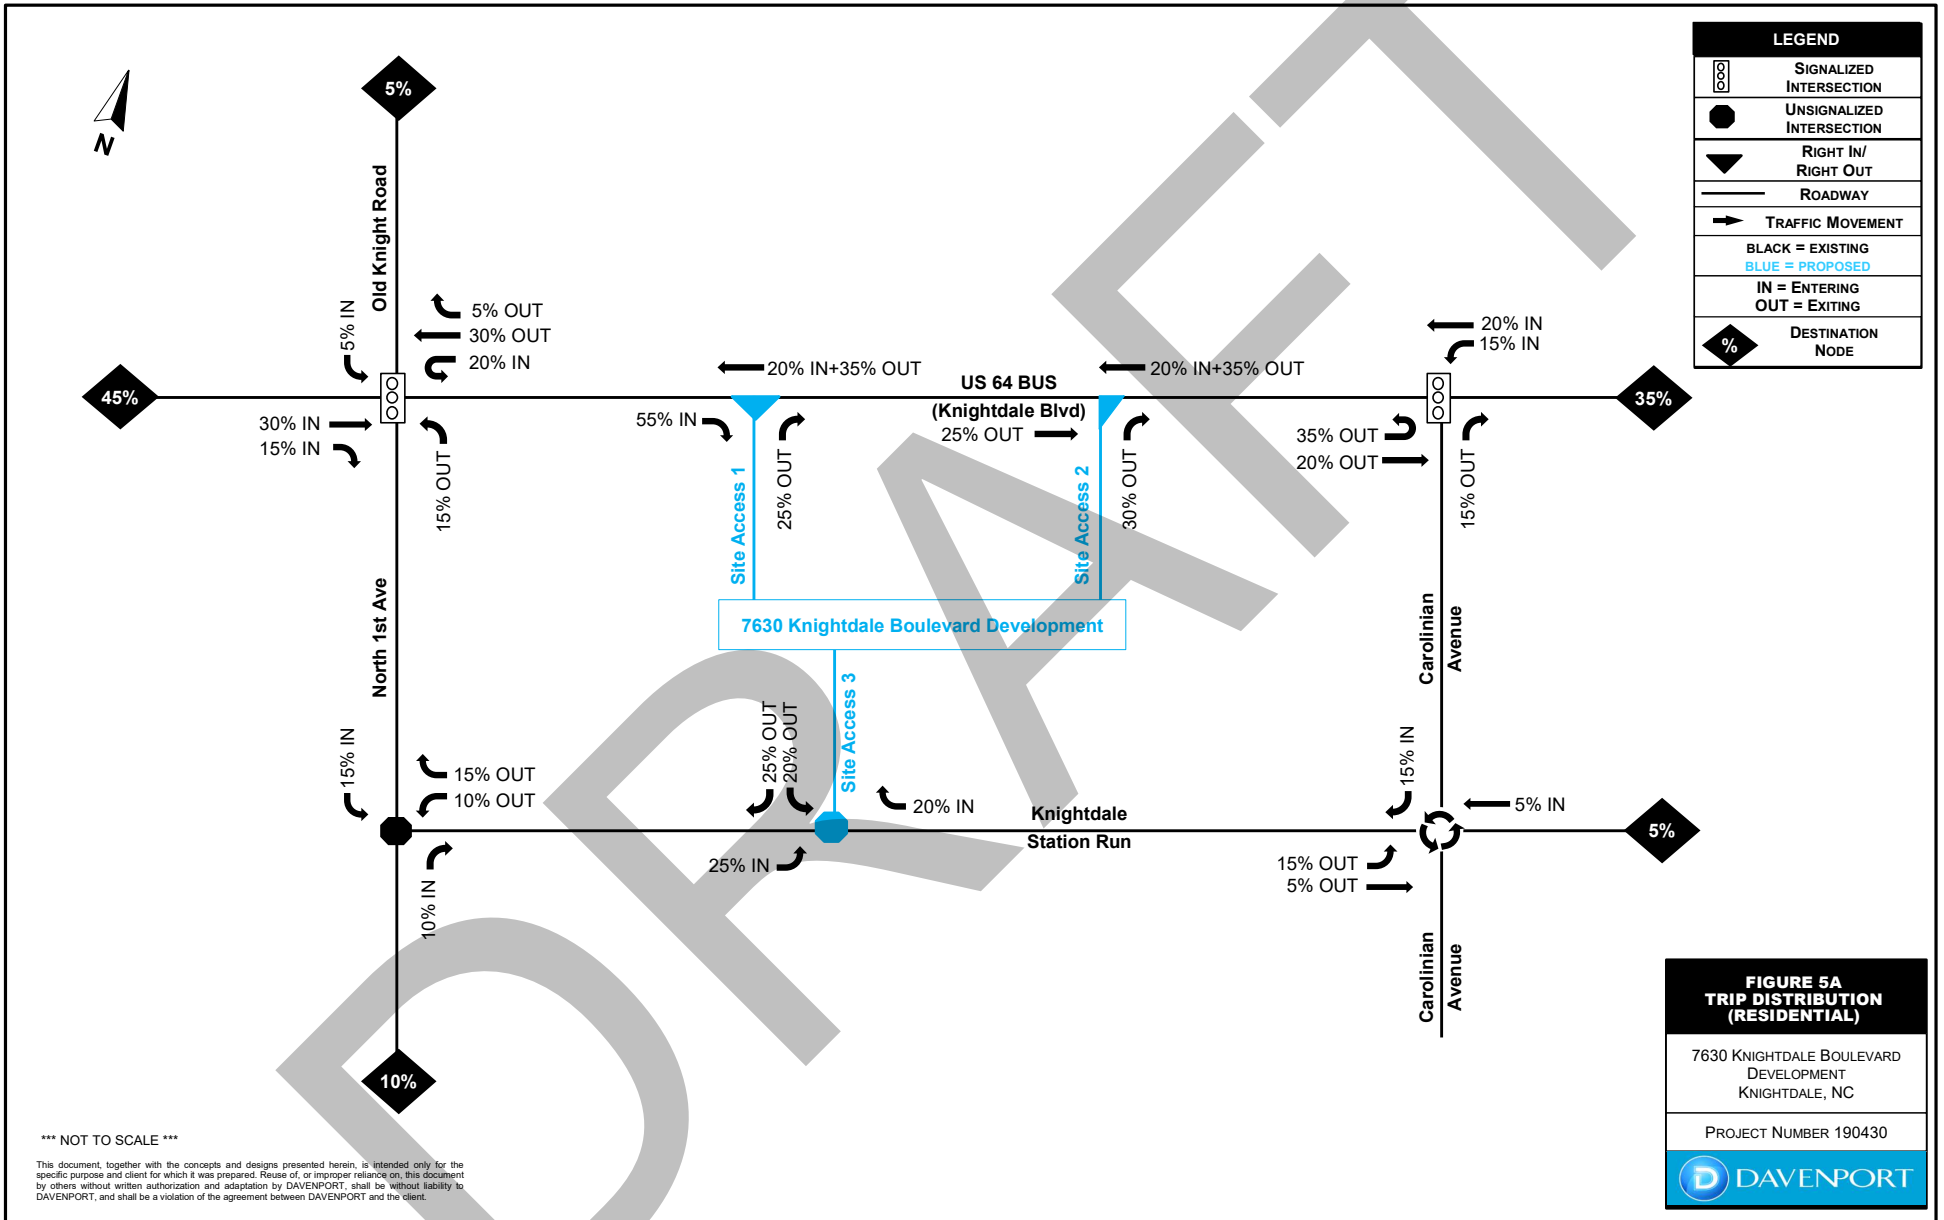 DRAFT
N
5%
Old Knight Road
5% IN
5% OUT
30% OUT
20% IN
45%
30% IN
15% IN
15% OUT
20% IN+35% OUT
55% IN
25% OUT
Site Access 1
US 64 BUS
(Knightdale Blvd)
20% IN+35% OUT
25% OUT
30% OUT
Site Access 2
20% IN
15% IN
35%
35% OUT
20% OUT
15% OUT
7630 Knightdale Boulevard Development
North 1st Ave
Carolinian
Avenue
15% IN
15% OUT
10% OUT
10% IN
25% OUT
20% OUT
Site Access 3
20% IN
25% IN
Knightdale
Station Run
15% IN
5% IN
15% OUT
5% OUT
5%
Carolinian
Avenue
10%
LEGEND
SIGNALIZED
INTERSECTION
UNSIGNALIZED
INTERSECTION
RIGHT IN/
RIGHT OUT
ROADWAY
TRAFFIC MOVEMENT
BLACK = EXISTING
BLUE = PROPOSED
IN = ENTERING
OUT = EXITING
%
DESTINATION
NODE
*** NOT TO SCALE ***
This document, together with the concepts and designs presented herein, is intended only for the
specific purpose and client for which it was prepared. Reuse of, or improper reliance on, this document
by others without written authorization and adaptation by DAVENPORT, shall be without liability to
DAVENPORT, and shall be a violation of the agreement between DAVENPORT and the client.
FIGURE 5A
TRIP DISTRIBUTION
(RESIDENTIAL)
7630 KNIGHTDALE BOULEVARD
DEVELOPMENT
KNIGHTDALE, NC
PROJECT NUMBER 190430
D DAVENPORT